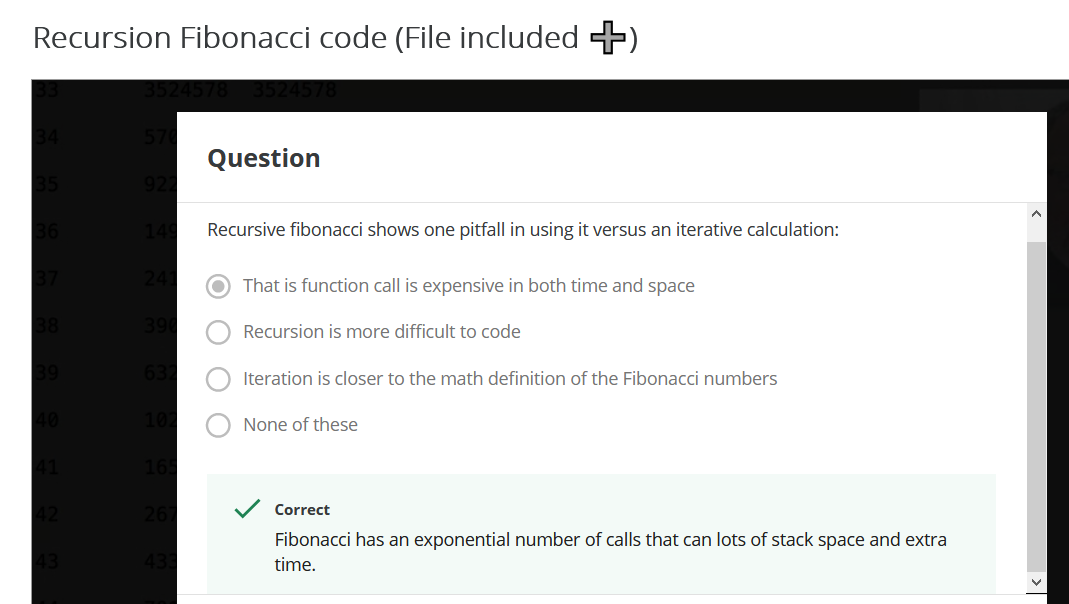 Recursion Fibonacci code (File included ➕)
33 3524578 3524578
34 570
35 922
36 149
37 241
38 390
39 632
40 102
41 165
42 267
43 433
Question
Recursive fibonacci shows one pitfall in using it versus an iterative calculation:
That is function call is expensive in both time and space
Recursion is more difficult to code
Iteration is closer to the math definition of the Fibonacci numbers
None of these
Correct
Fibonacci has an exponential number of calls that can lots of stack space and extra
time.